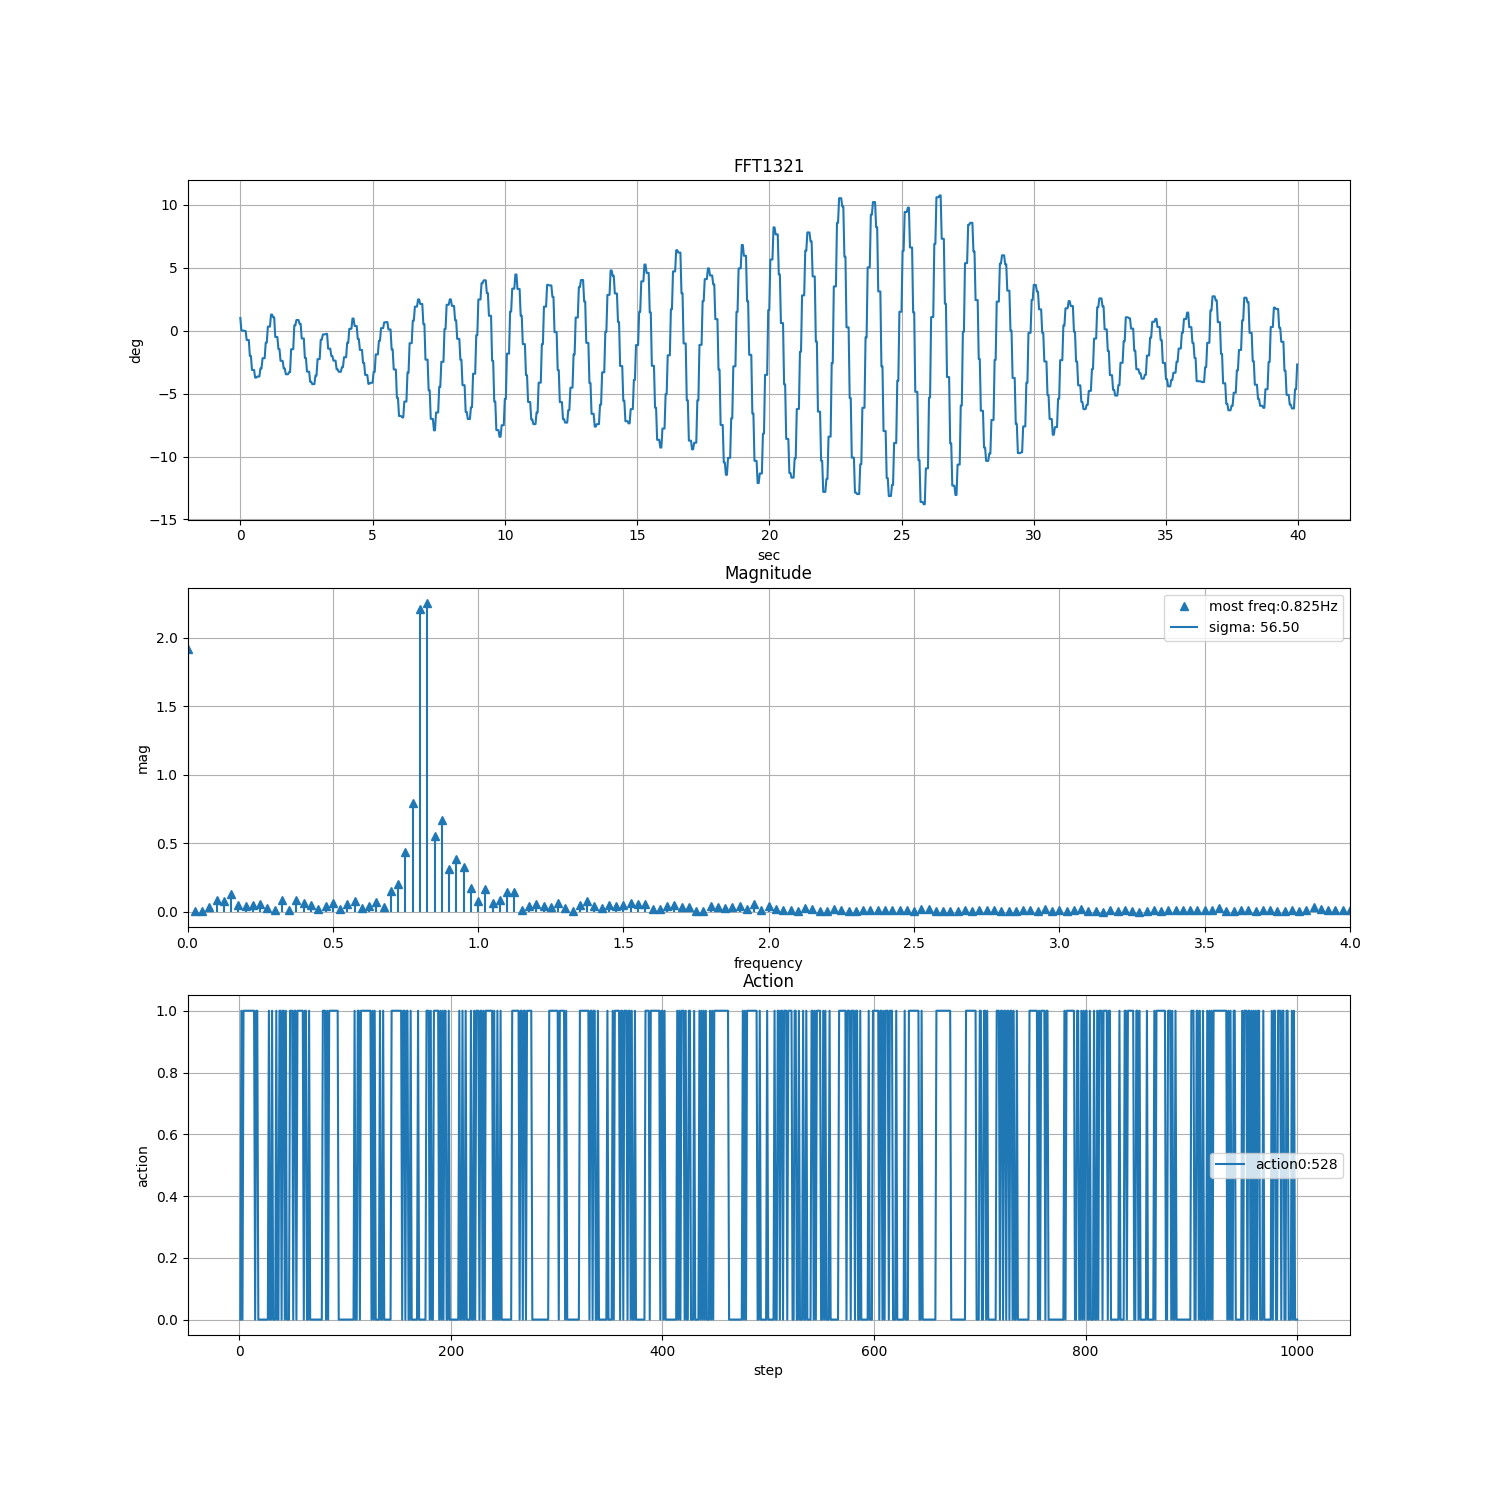 FFT1321
10
5
0
−5
−10
−15
deg
0 5 10 15 20 25 30 35 40
sec
Magnitude
most freq:0.825Hz
sigma: 56.50
2.0
1.5
1.0
0.5
0.0
mag
0.0 0.5 1.0 1.5 2.0 2.5 3.0 3.5 4.0
frequency
Action
1.0
0.8
0.6
0.4
0.2
0.0
action
action0:528
0 200 400 600 800 1000
step